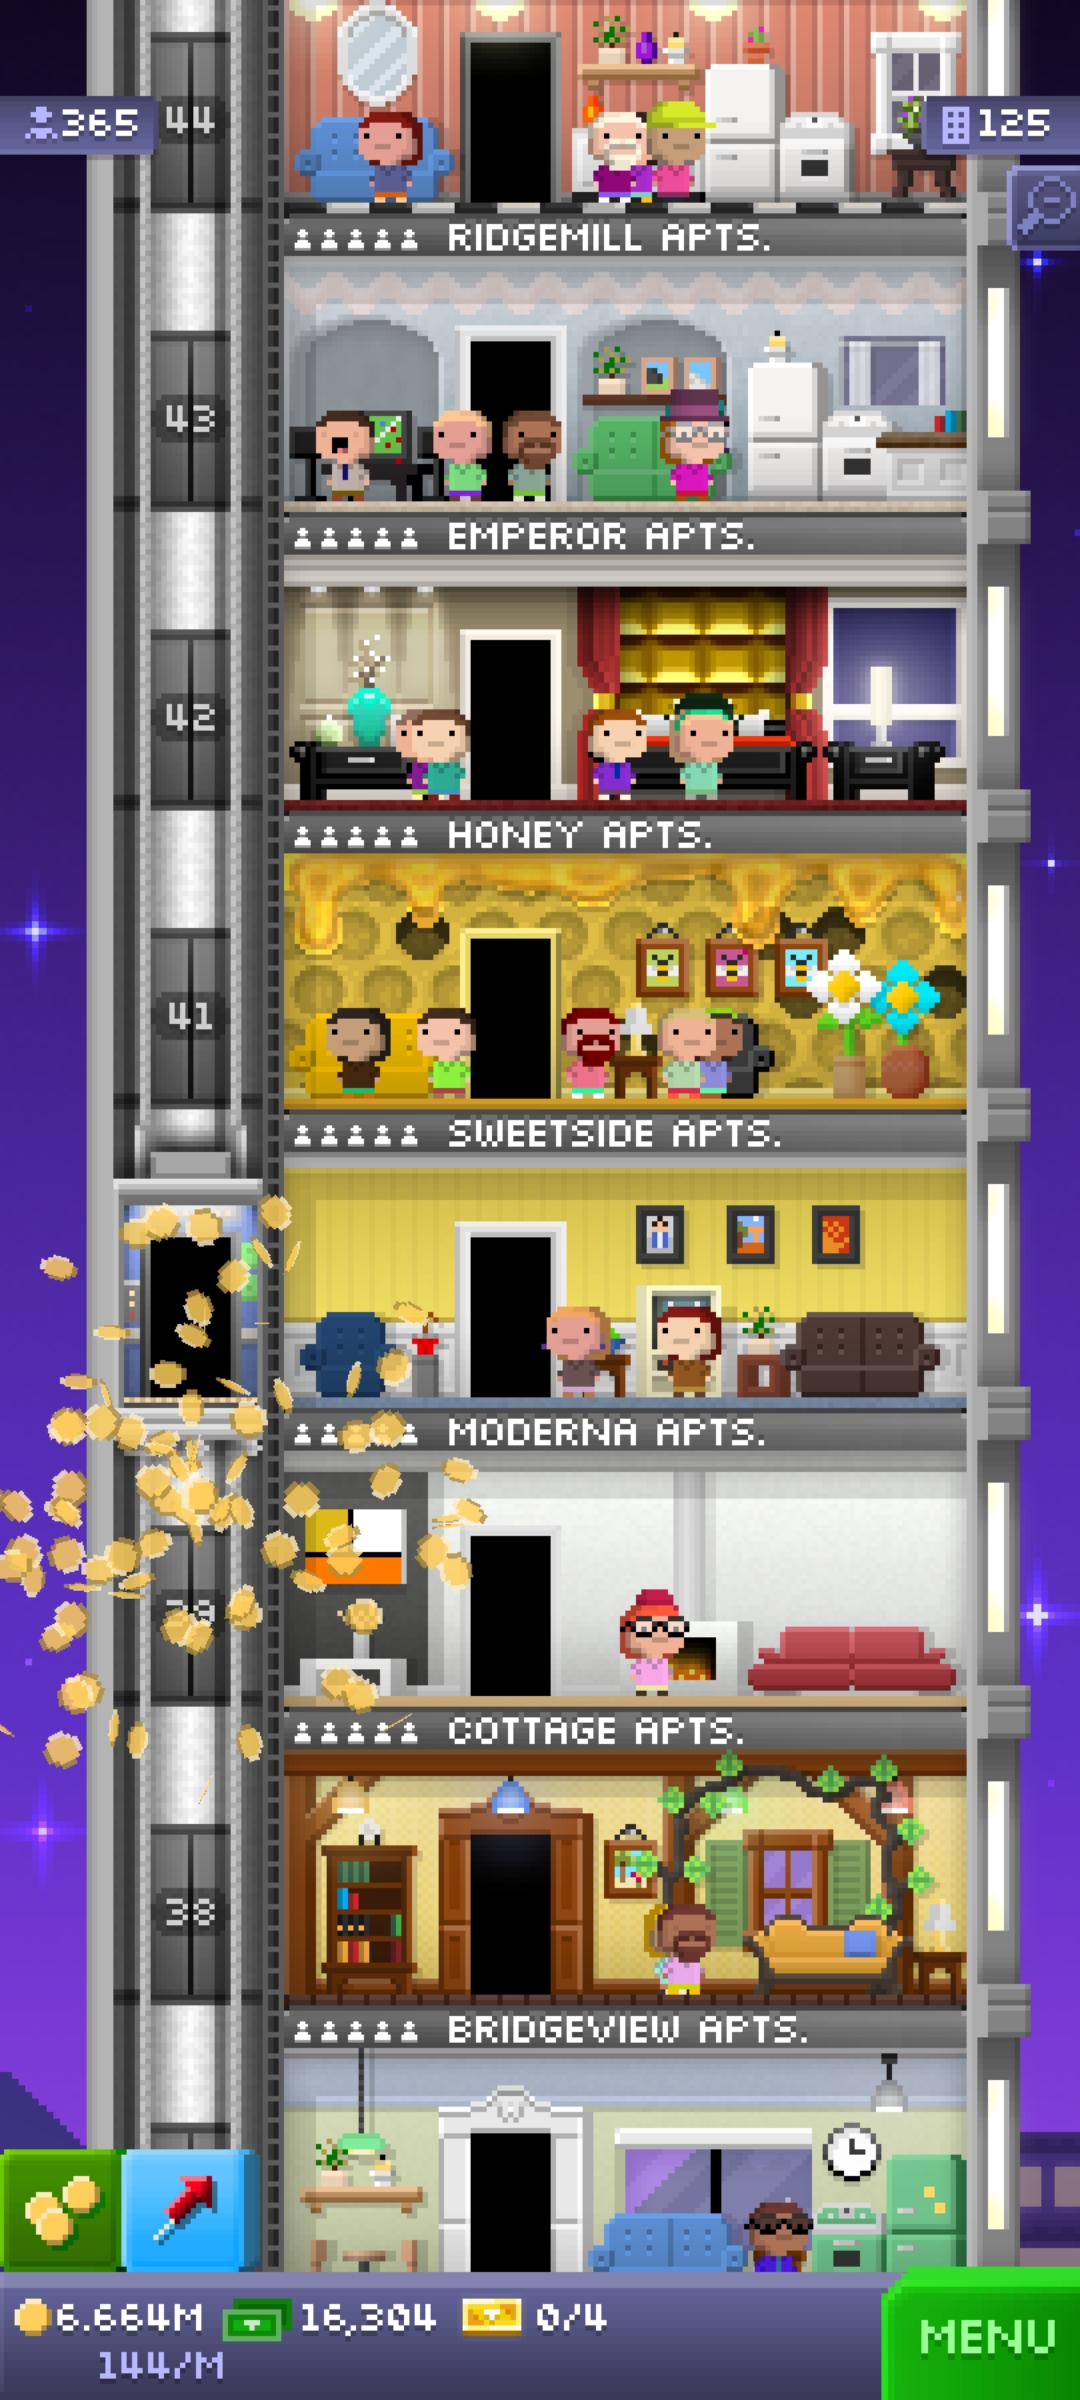 44
365
125
RIDGEMILL APTS.
43
EMPEROR APTS.
42
HONEY APTS.
41
SWEETSIDE APTS.
MODERNA APTS.
39
COTTAGE APTS.
38
BRIDGEVIEW APTS.
6.664M 16,304 0/4
144/M
MENU